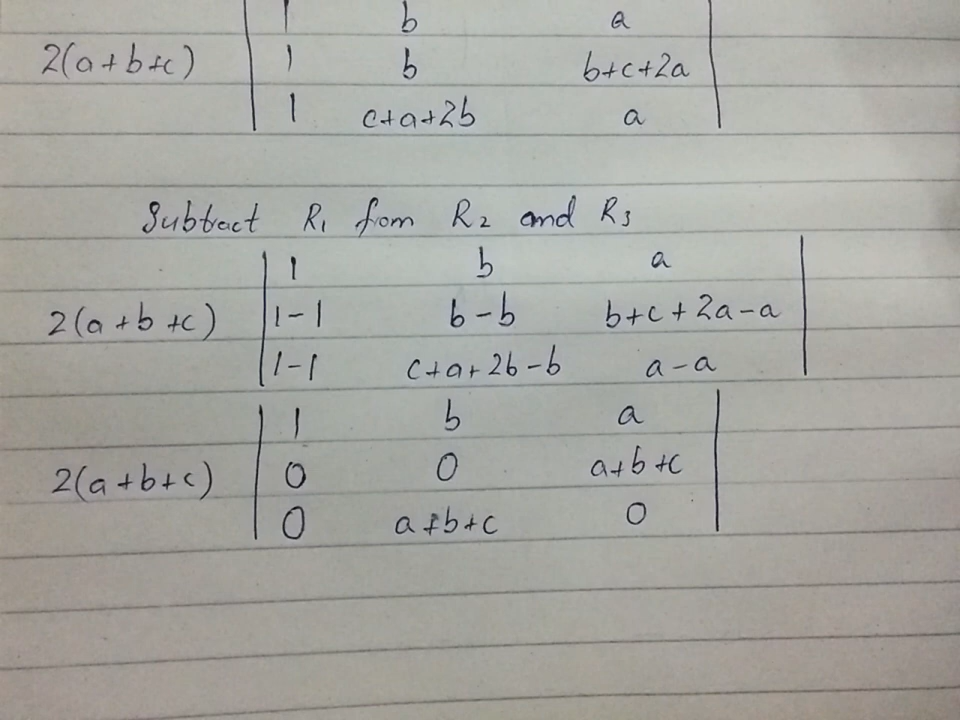 1 b a
2(a+b+c) 1 b b+c+2a
1 c+a+2b a
Subtract R₁ from R₂ and R₃
1 b a
2(a+b+c) 1-1 b-b b+c+2a-a
1-1 c+a+2b-b a-a
1 b a
2(a+b+c) 0 0 a+b+c
0 a+b+c 0